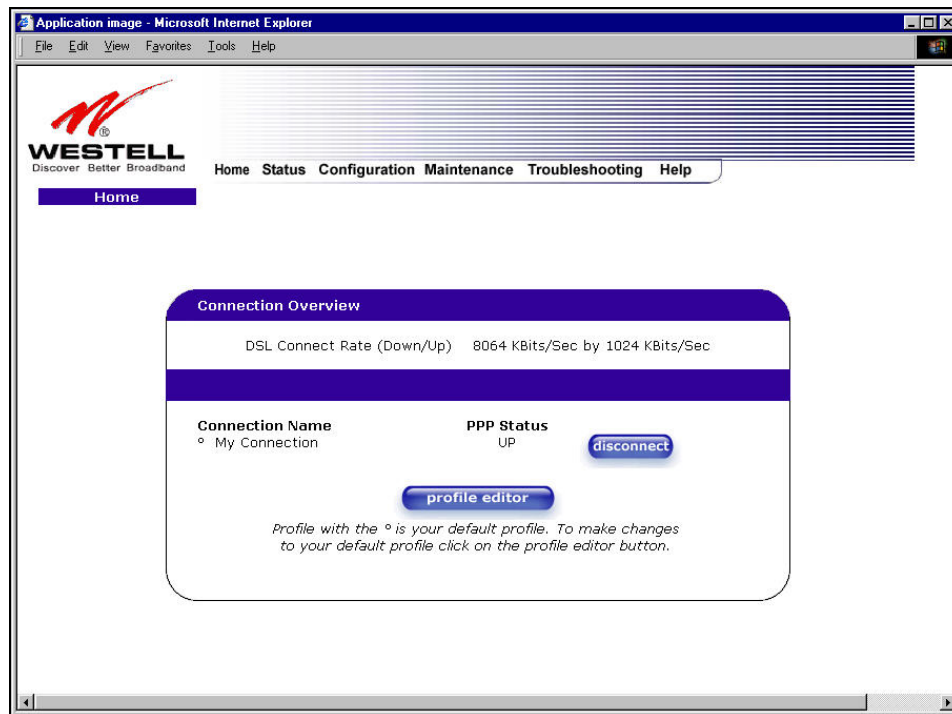 Application image - Microsoft Internet Explorer
File Edit View Favorites Tools Help
®
WESTELL
Discover Better Broadband
Home Status Configuration Maintenance Troubleshooting Help
Home
Connection Overview
DSL Connect Rate (Down/Up) 8064 KBits/Sec by 1024 KBits/Sec
Connection Name PPP Status
° My Connection UP disconnect
profile editor
Profile with the ° is your default profile. To make changes
to your default profile click on the profile editor button.